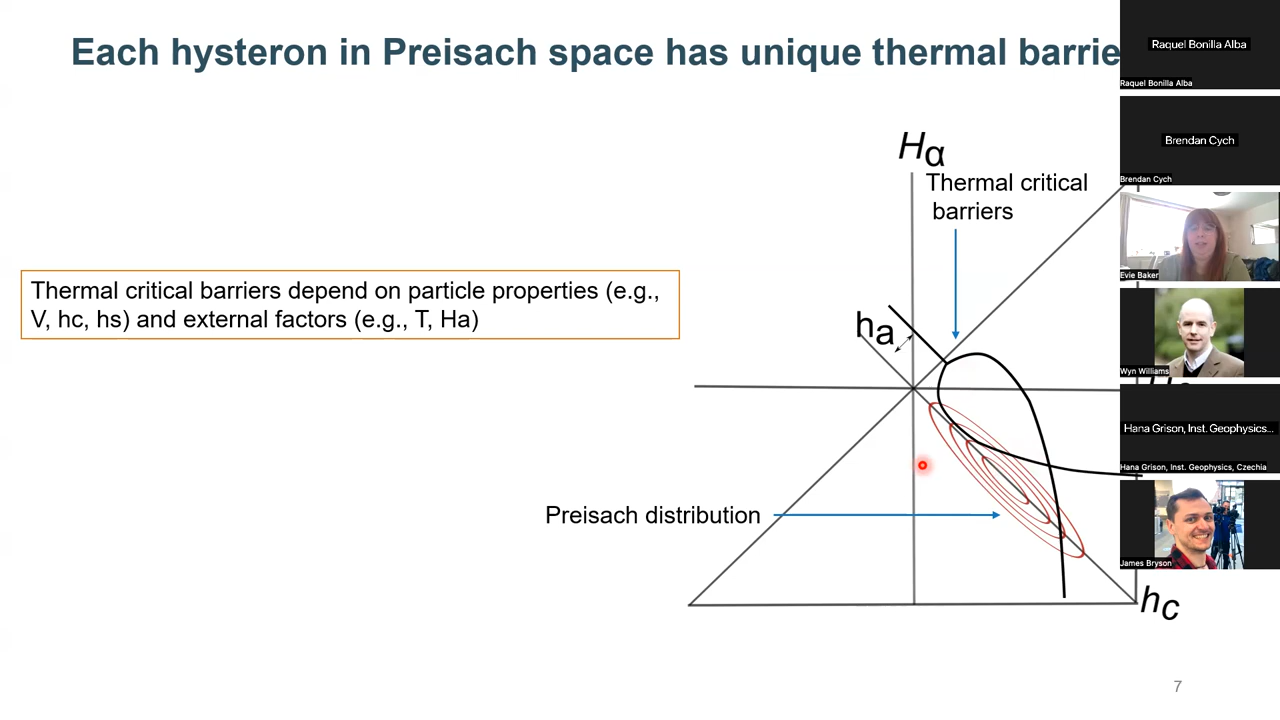 Each hysteron in Preisach space has unique thermal barrie
Hα
Thermal critical
barriers
Thermal critical barriers depend on particle properties (e.g.,
V, hc, hs) and external factors (e.g., T, Ha)
ha
Preisach distribution
hc
7
Raquel Bonilla Alba
Raquel Bonilla Alba
Brendan Cych
Brendan Cych
Evie Baker
Wyn Williams
Hana Grison, Inst. Geophysics...
Hana Grison, Inst. Geophysics, Czechia
James Bryson